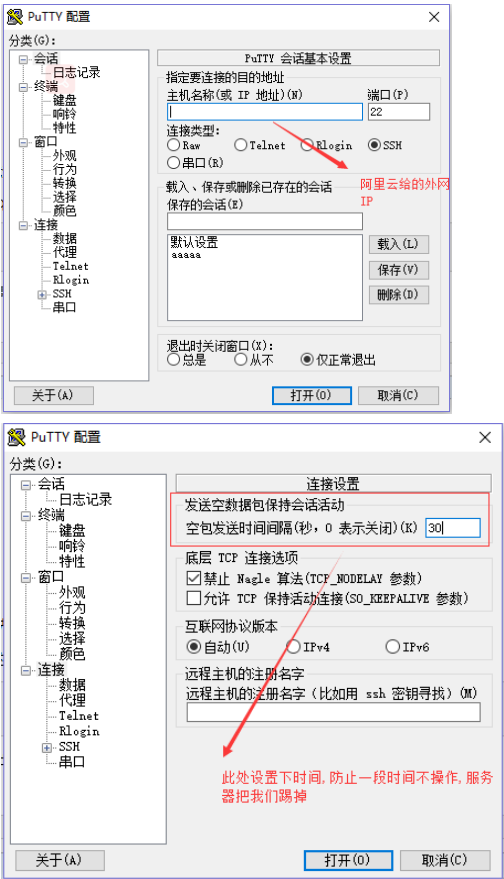 PuTTY 配置
分类(G):
会话
日志记录
终端
键盘
响铃
特性
窗口
外观
行为
转换
选择
颜色
连接
数据
代理
Telnet
Rlogin
SSH
串口
PuTTY 会话基本设置
指定要连接的目的地址
主机名称(或 IP 地址)(N) 端口(P)
22
连接类型:
Raw Telnet Rlogin SSH
串口(R)
阿里云给的外网
IP
载入、保存或删除已存在的会话
保存的会话(E)
默认设置
aaaaa
载入(L)
保存(V)
删除(D)
退出时关闭窗口(X):
总是 从不 仅正常退出
关于(A) 打开(O) 取消(C)
PuTTY 配置
分类(G):
会话
日志记录
终端
键盘
响铃
特性
窗口
外观
行为
转换
选择
颜色
连接
数据
代理
Telnet
Rlogin
SSH
串口
连接设置
发送空数据包保持会话活动
空包发送时间间隔(秒，0 表示关闭)(K) 30
底层 TCP 连接选项
禁止 Nagle 算法(TCP_NODELAY 参数)
允许 TCP 保持活动连接(SO_KEEPALIVE 参数)
互联网协议版本
自动(U) IPv4 IPv6
远程主机的注册名字
远程主机的注册名字（比如用 ssh 密钥寻找）(M)
此处设置下时间, 防止一段时间不操作, 服务
器把我们踢掉
关于(A) 打开(O) 取消(C)